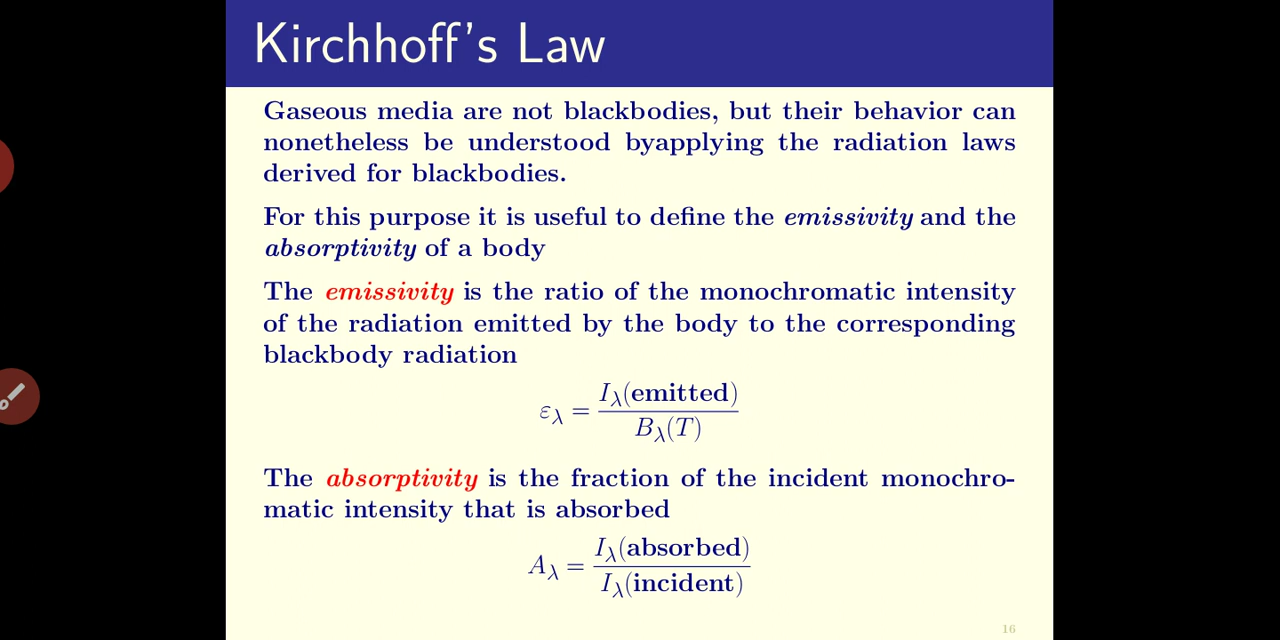 Kirchhoff's Law
Gaseous media are not blackbodies, but their behavior can
nonetheless be understood byapplying the radiation laws
derived for blackbodies.
For this purpose it is useful to define the emissivity and the
absorptivity of a body
The emissivity is the ratio of the monochromatic intensity
of the radiation emitted by the body to the corresponding
blackbody radiation
ελ = Iλ(emitted) / Bλ(T)
The absorptivity is the fraction of the incident monochro-
matic intensity that is absorbed
Aλ = Iλ(absorbed) / Iλ(incident)
16